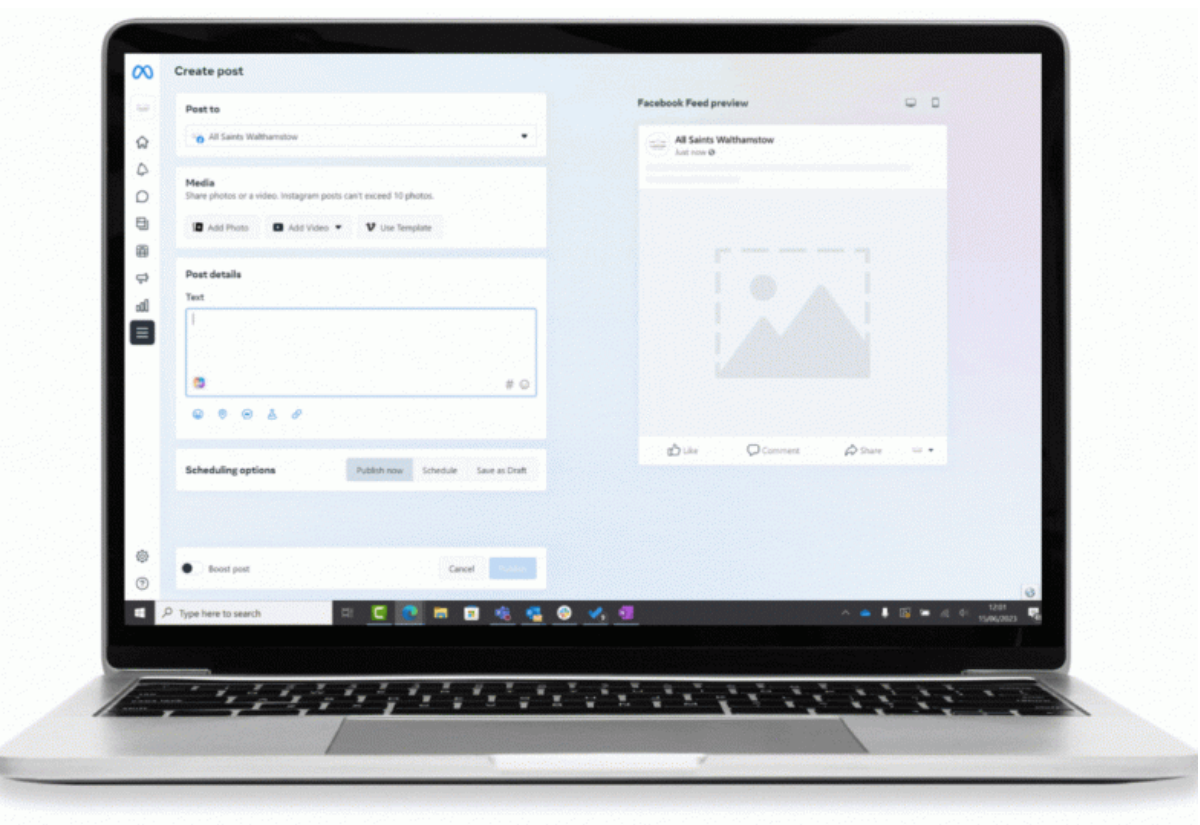 Create post
Post to
All Saints Walthamstow
Media
Share photos or a video. Instagram posts can't exceed 10 photos.
Add Photo
Add Video
Use Template
Post details
Text
#
Scheduling options
Publish now
Schedule
Save as Draft
Boost post
Cancel
Publish
Facebook Feed preview
All Saints Walthamstow
Just now
Like
Comment
Share
Type here to search
12:01
15/06/2023